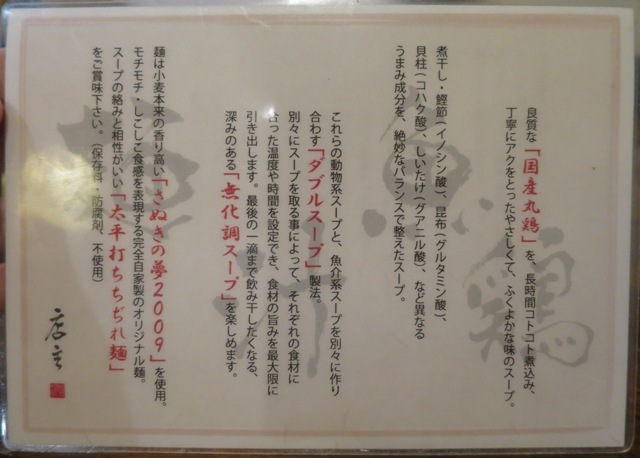 良質な「国産丸鶏」を、長時間コトコト煮込み、
丁寧にアクをとったやさしくて、ふくよかな味のスープ。
煮干し・鰹節(イノシン酸)、昆布(グルタミン酸)、
貝柱(コハク酸)、しいたけ(グアニル酸)、など異なる
うまみ成分を、絶妙なバランスで整えたスープ。
これらの動物系スープと、魚介系スープを別々に作り
合わす「ダブルスープ」製法。
別々にスープを取る事によって、それぞれの食材に
合った温度や時間を設定でき、食材の旨みを最大限に
引き出します。最後の一滴まで飲み干したくなる、
深みのある「無化調スープ」を楽しめます。
麺は小麦本来の香り高い「さぬきの夢2009」を使用。
モチモチ・しこしこ食感を表現する完全自家製のオリジナル麺。
スープの絡みと相性がいい「太平打ちちぢれ麺」
をご賞味下さい。(保存料・防腐剤、不使用)
店主
鶏
魚